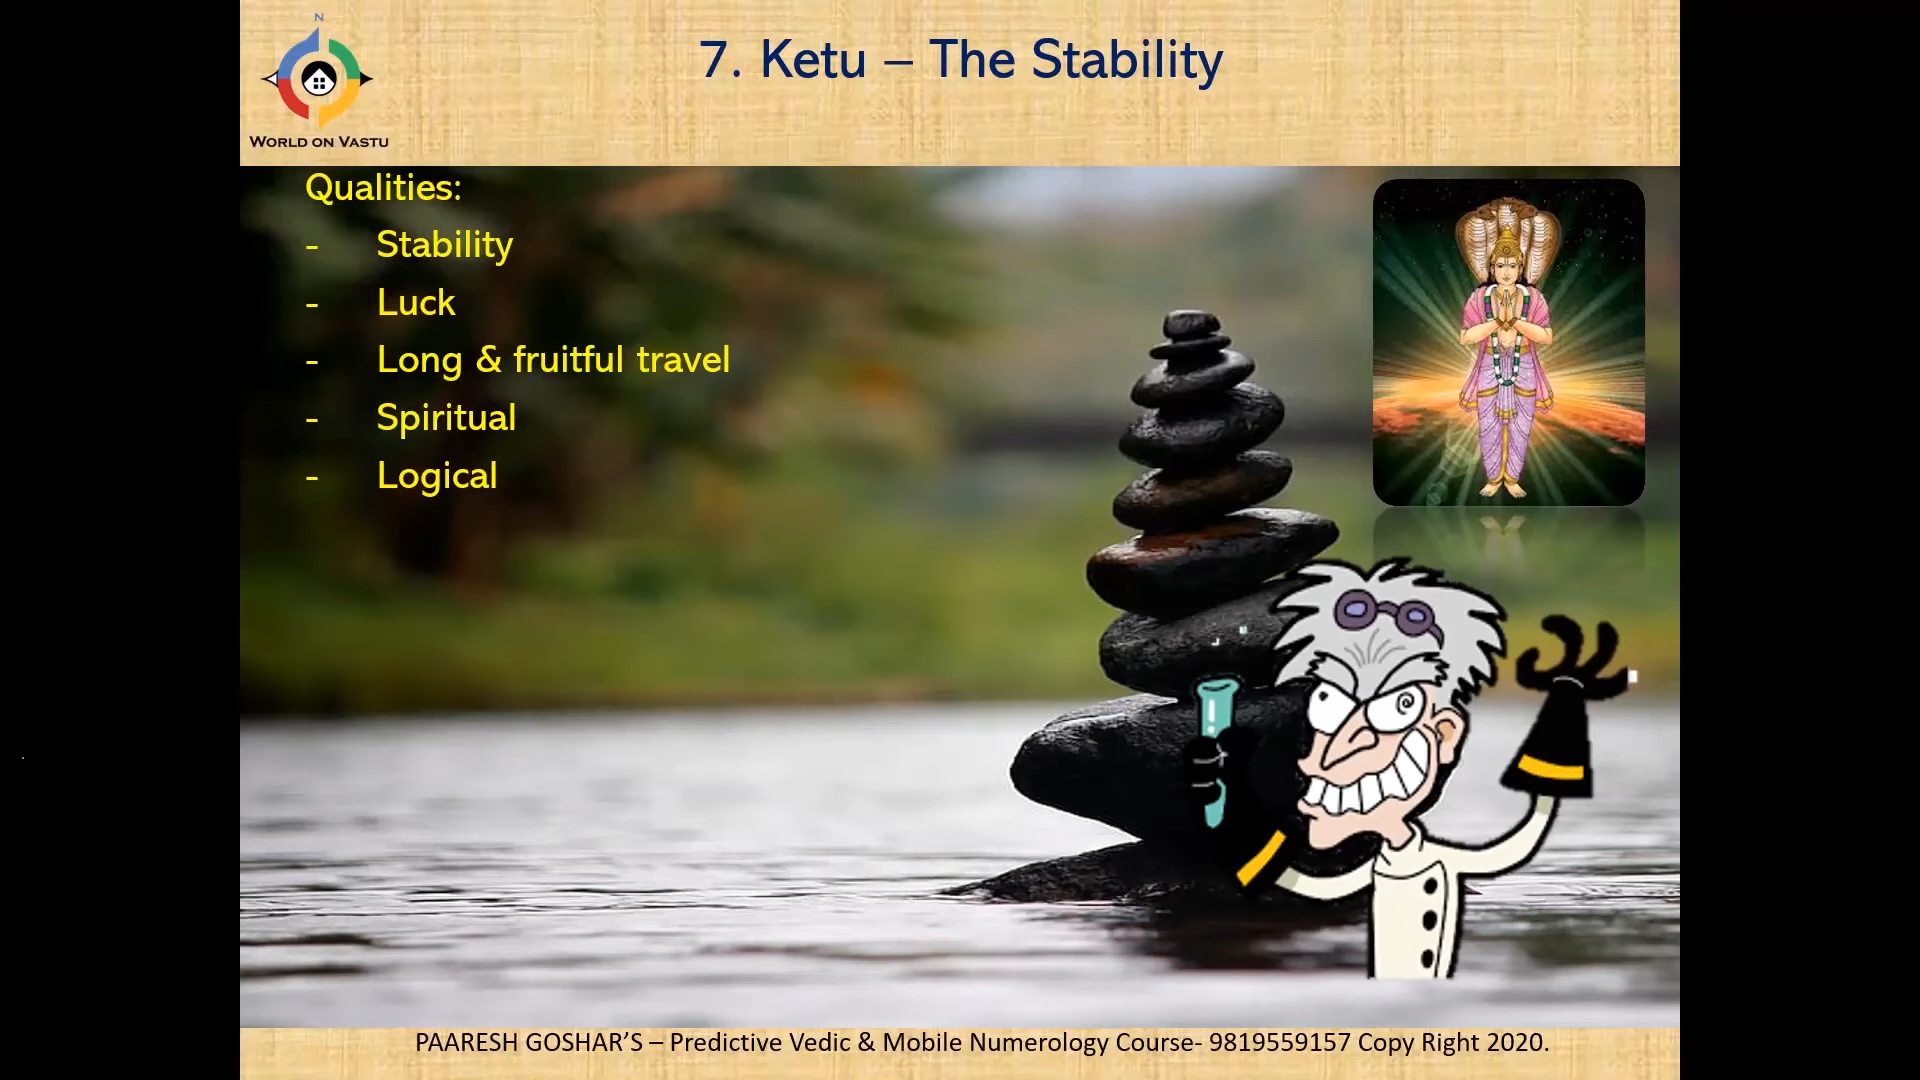 N
WORLD ON VASTU
7. Ketu – The Stability
Qualities:
- Stability
- Luck
- Long & fruitful travel
- Spiritual
- Logical
PAARESH GOSHAR’S – Predictive Vedic & Mobile Numerology Course- 9819559157 Copy Right 2020.